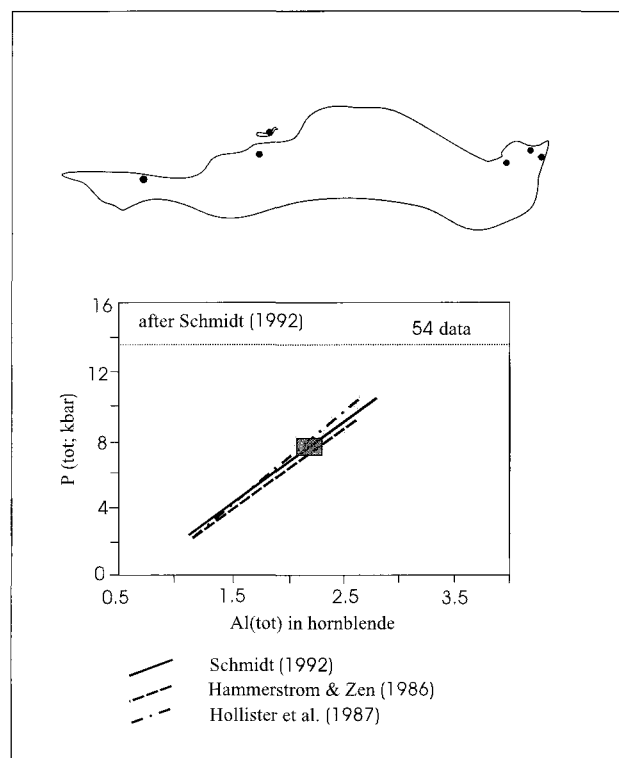 after Schmidt (1992)
54 data
P (tot; kbar)
16
12
8
4
0
0.5
1.5
2.5
3.5
Al(tot) in hornblende
Schmidt (1992)
Hammerstrom & Zen (1986)
Hollister et al. (1987)